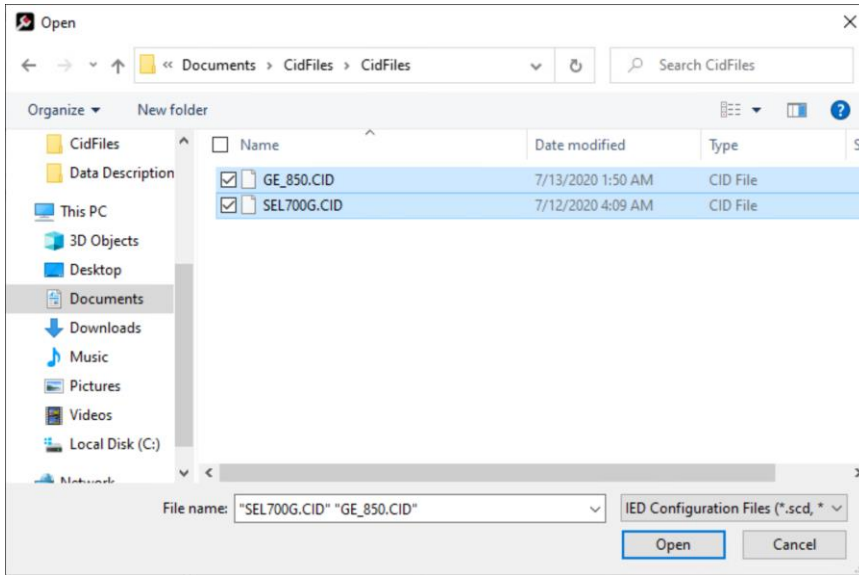 Open
« Documents > CidFiles > CidFiles
Search CidFiles
Organize
New folder
CidFiles
Data Description
This PC
3D Objects
Desktop
Documents
Downloads
Music
Pictures
Videos
Local Disk (C:)
Network
Name Date modified Type S
GE_850.CID 7/13/2020 1:50 AM CID File
SEL700G.CID 7/12/2020 4:09 AM CID File
File name: "SEL700G.CID" "GE_850.CID"
IED Configuration Files (*.scd, *
Open Cancel